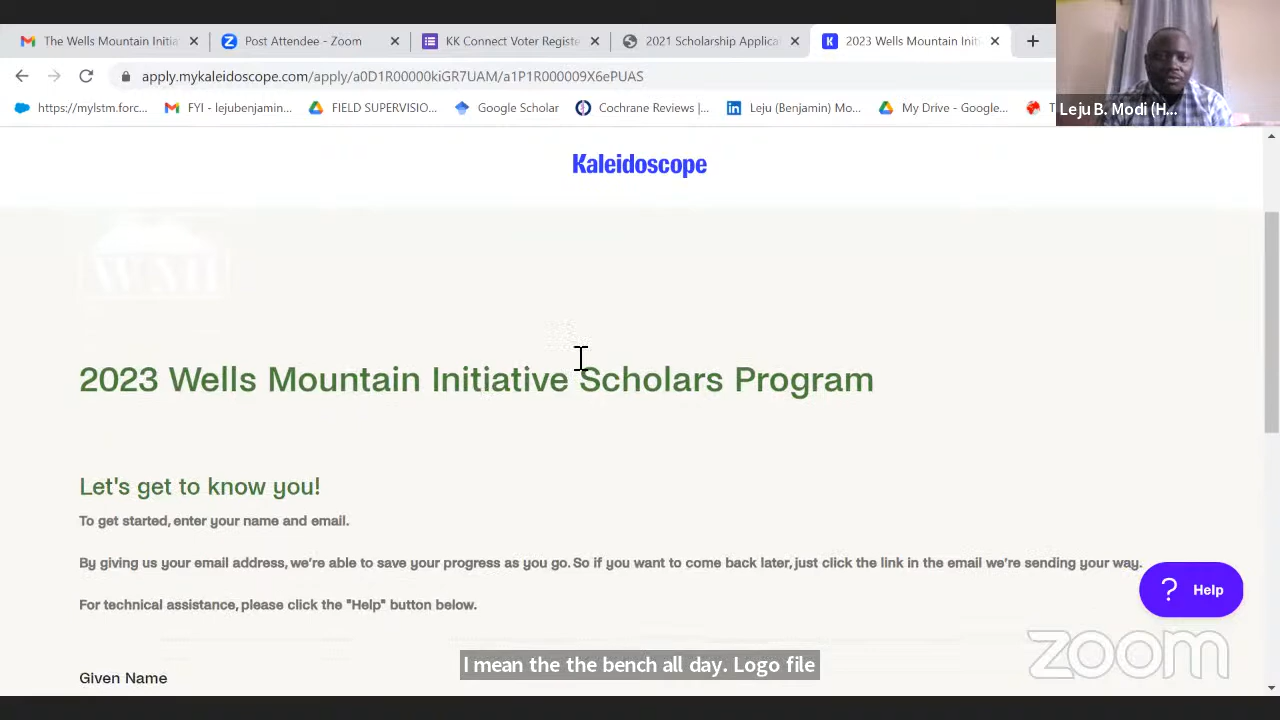 The Wells Mountain Initia
Post Attendee - Zoom
KK Connect Voter Registe
2021 Scholarship Applica
2023 Wells Mountain Initi
apply.mykaleidoscope.com/apply/a0D1R00000kiGR7UAM/a1P1R000009X6ePUAS
https://mylstm.forc...
FYI - lejubenjamin...
FIELD SUPERVISIO...
Google Scholar
Cochrane Reviews |...
Leju (Benjamin) Mo...
My Drive - Google...
Leju B. Modi (H...
Kaleidoscope
WMI
2023 Wells Mountain Initiative Scholars Program
Let's get to know you!
To get started, enter your name and email.
By giving us your email address, we're able to save your progress as you go. So if you want to come back later, just click the link in the email we're sending your way.
For technical assistance, please click the "Help" button below.
? Help
Given Name
I mean the the bench all day. Logo file
zoom